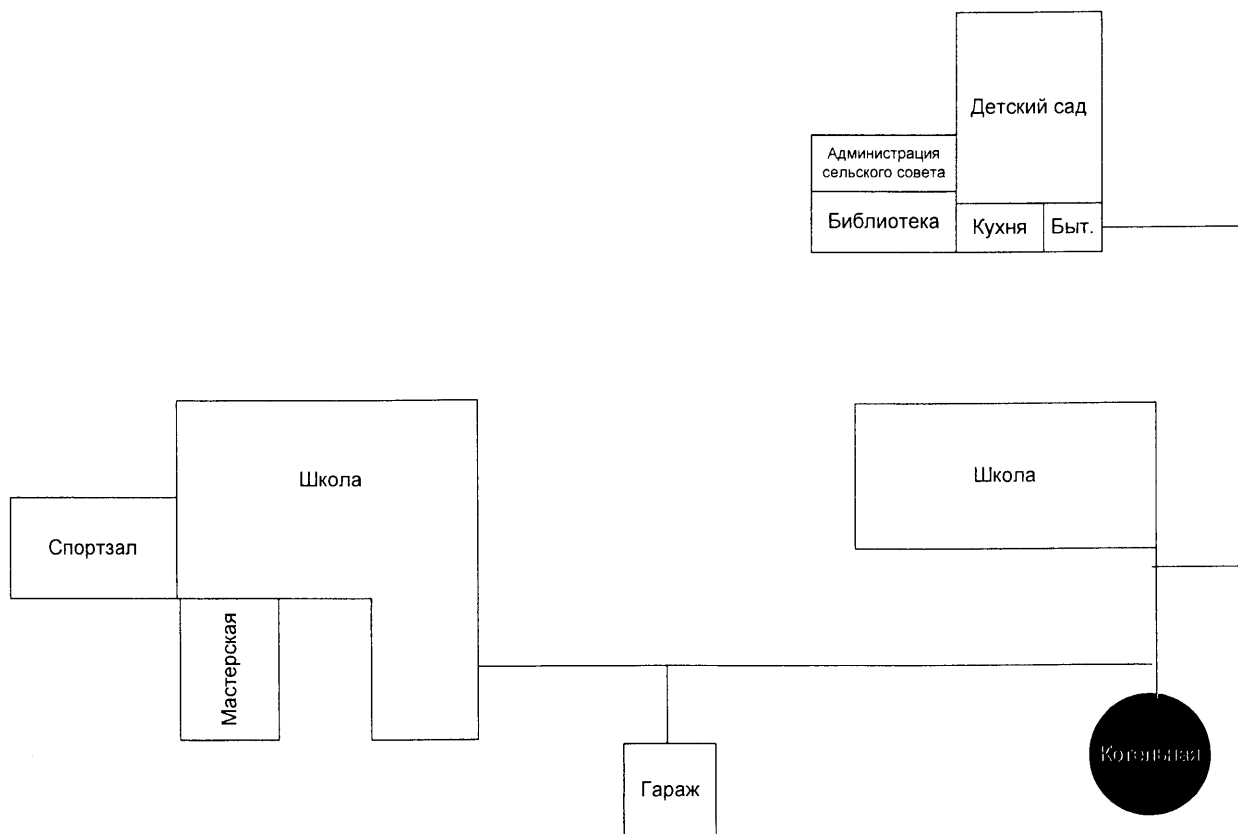 Детский сад
Администрация
сельского совета
Библиотека
Кухня
Быт.
Школа
Школа
Спортзал
Мастерская
Гараж
Котельная